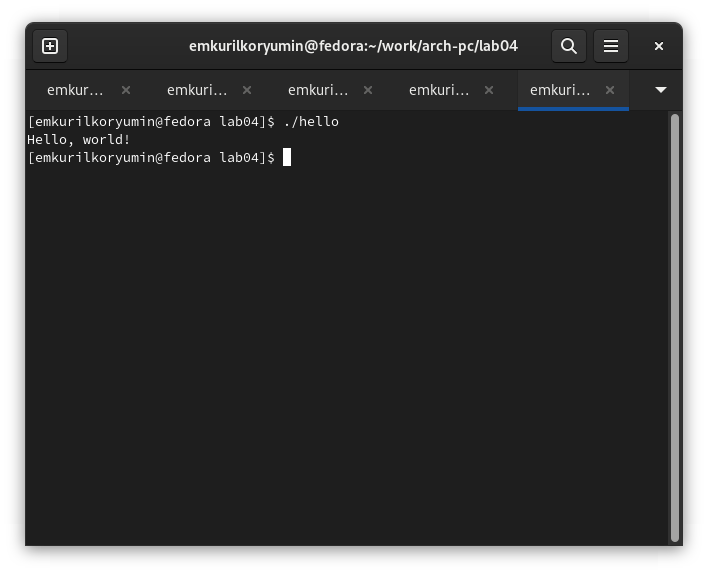 emkurilkoryumin@fedora:~/work/arch-pc/lab04
emkur... emkuri... emkuri... emkuri... emkuri...
[emkurilkoryumin@fedora lab04]$ ./hello
Hello, world!
[emkurilkoryumin@fedora lab04]$